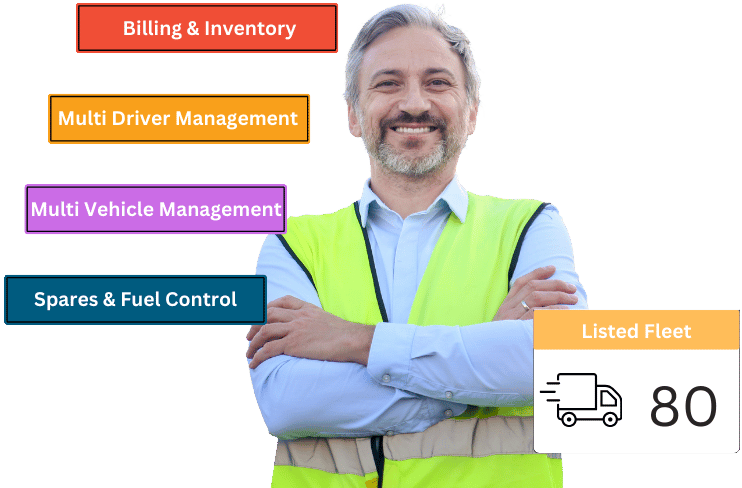 Billing & Inventory
Multi Driver Management
Multi Vehicle Management
Spares & Fuel Control
Listed Fleet
80